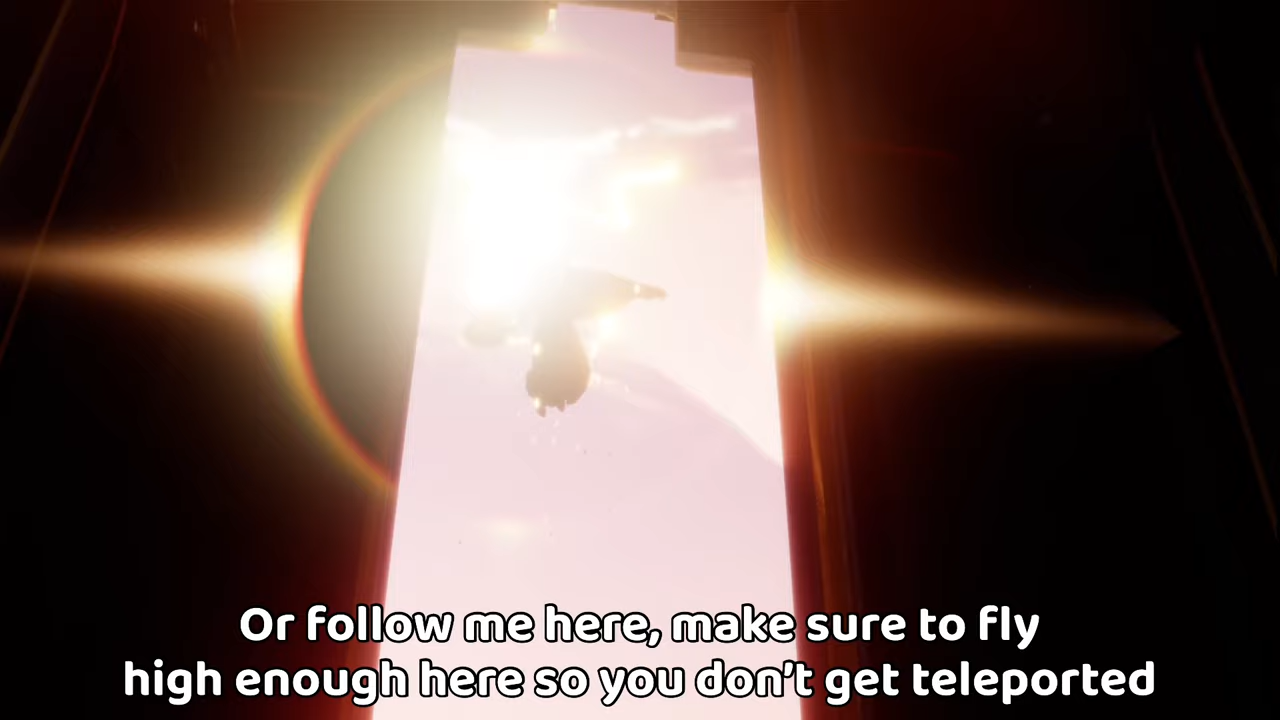 Or follow me here, make sure to fly
high enough here so you don't get teleported